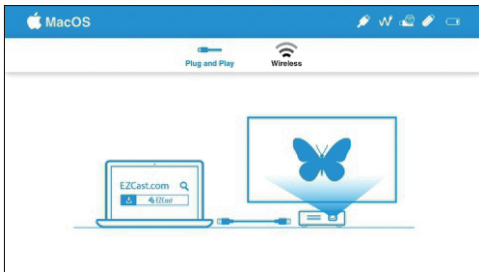 MacOS
Plug and Play
Wireless
EZCast.com
EZCast